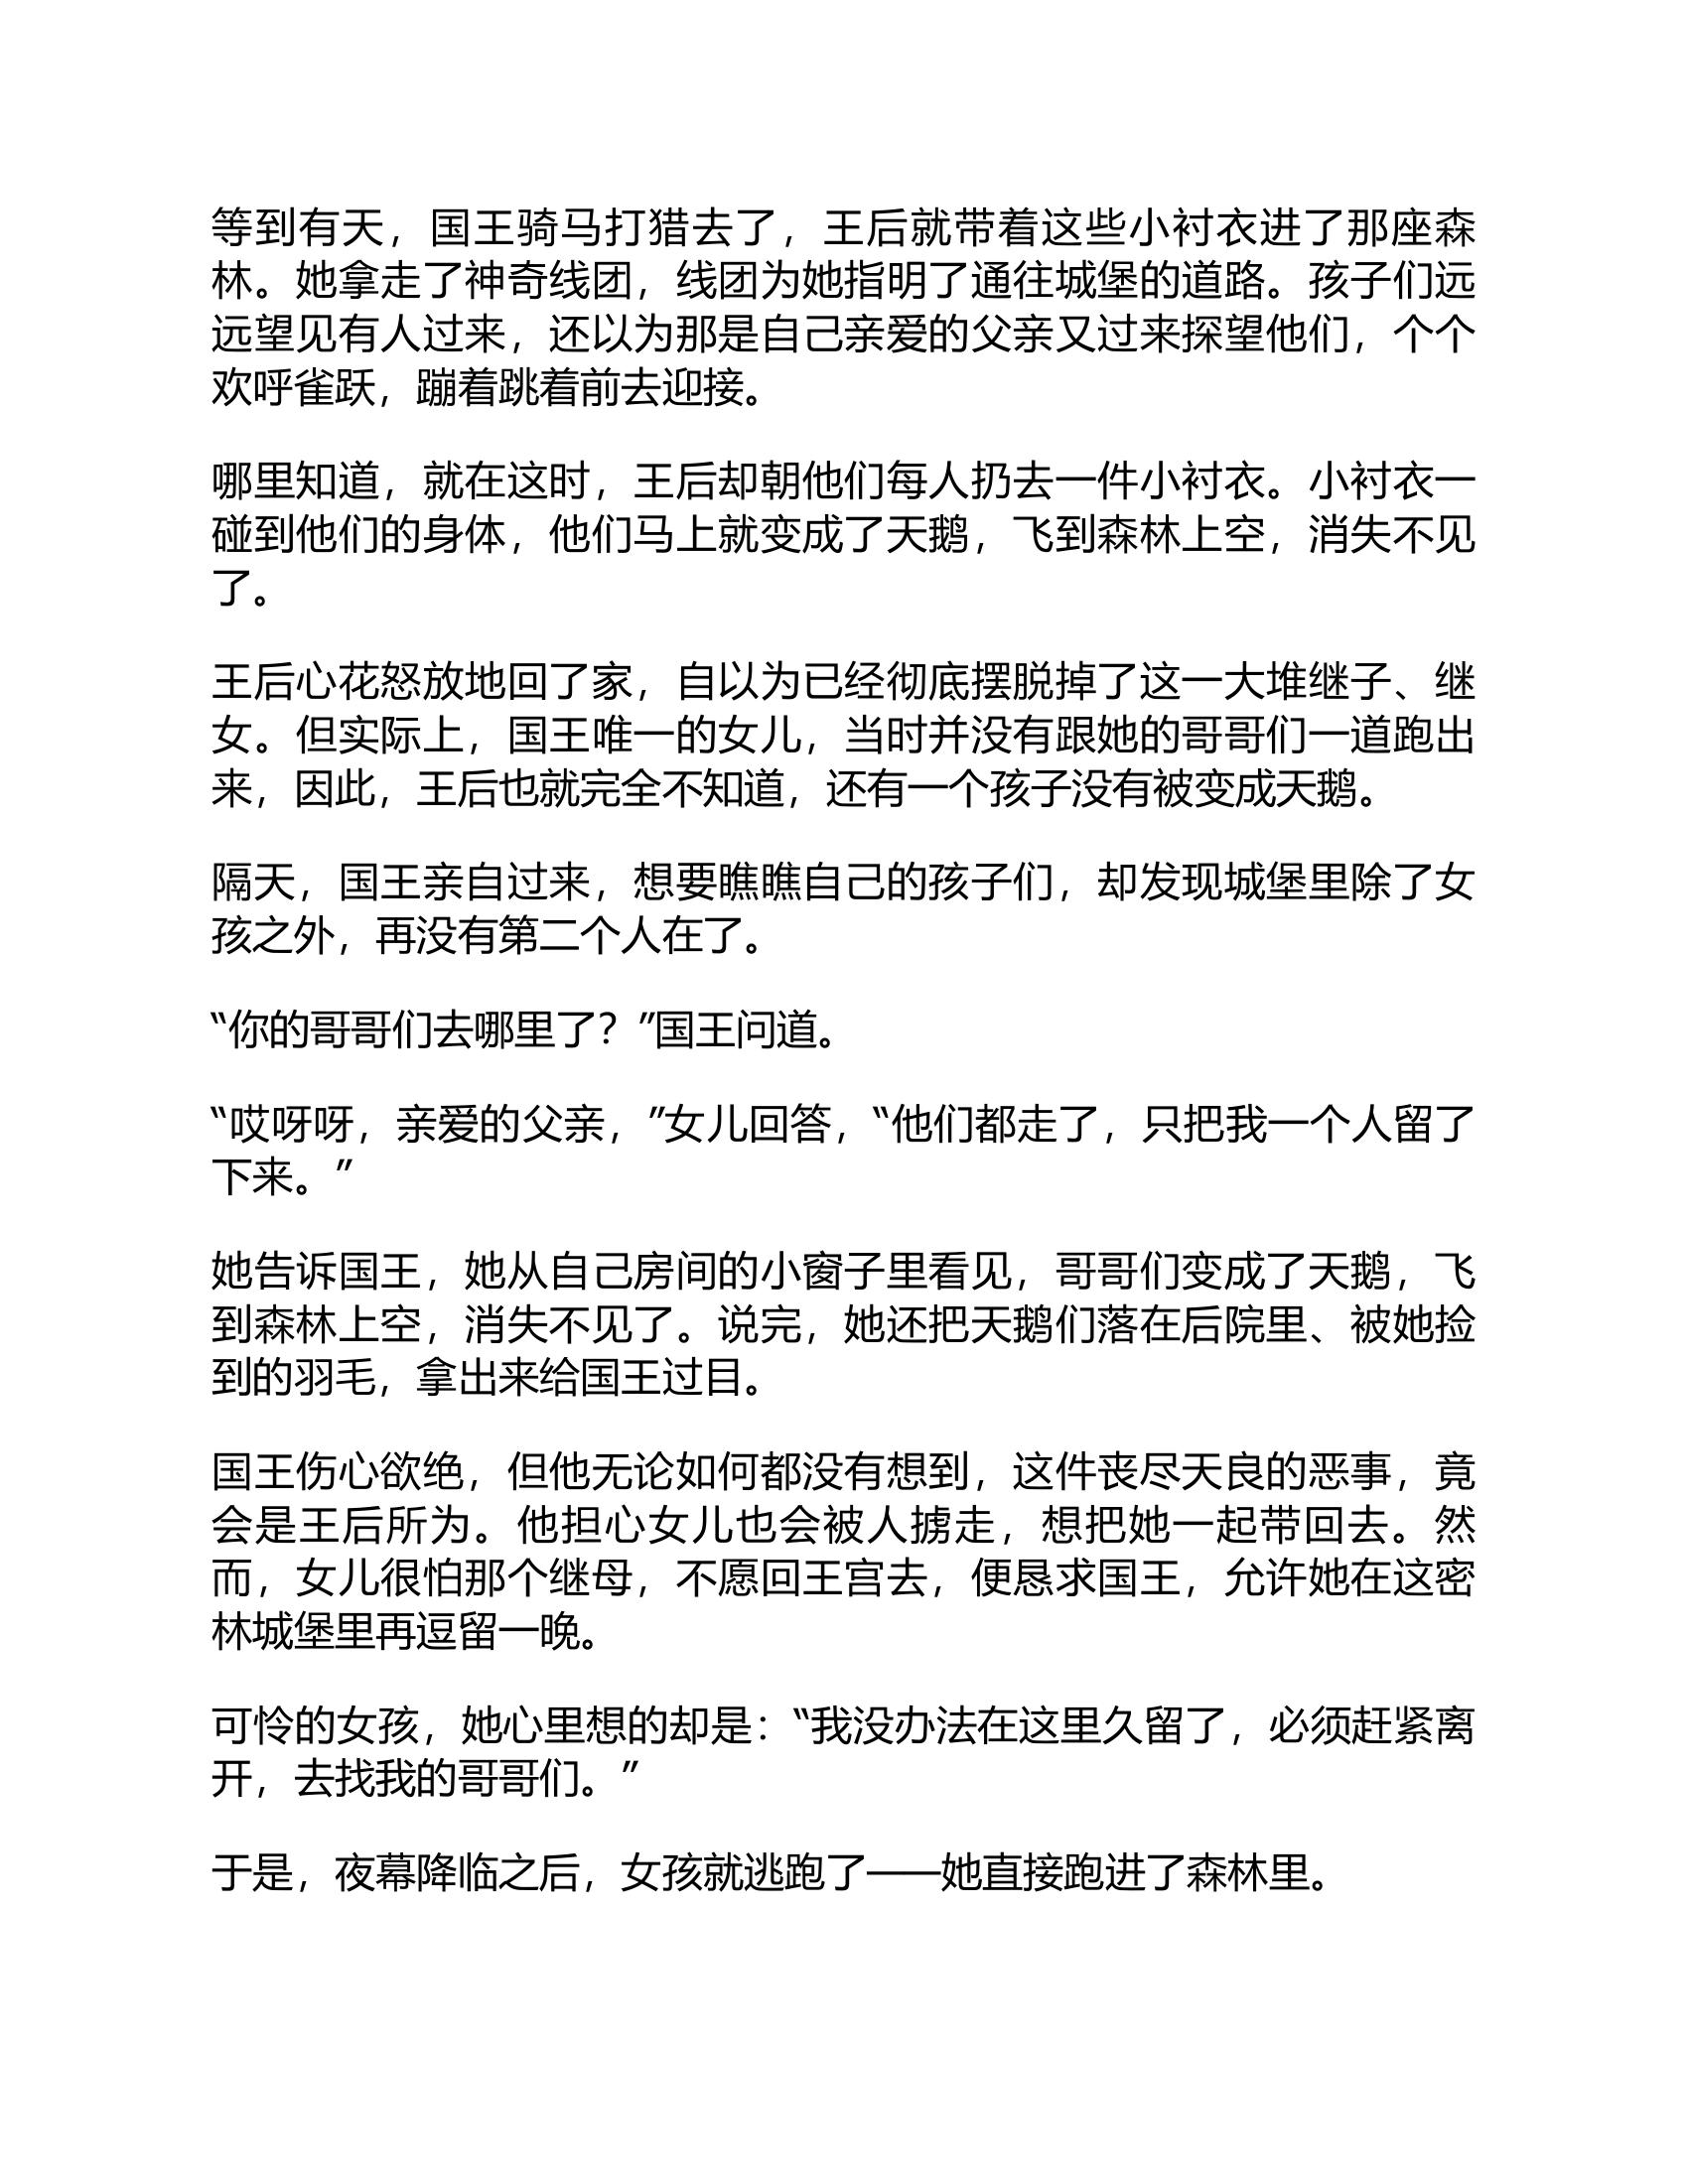 等到有天，国王骑马打猎去了，王后就带着这些小衬衣进了那座森
林。她拿走了神奇线团，线团为她指明了通往城堡的道路。孩子们远
远望见有人过来，还以为那是自己亲爱的父亲又过来探望他们，个个
欢呼雀跃，蹦着跳着前去迎接。
哪里知道，就在这时，王后却朝他们每人扔去一件小衬衣。小衬衣一
碰到他们的身体，他们马上就变成了天鹅，飞到森林上空，消失不见
了。
王后心花怒放地回了家，自以为已经彻底摆脱掉了这一大堆继子、继
女。但实际上，国王唯一的女儿，当时并没有跟她的哥哥们一道跑出
来，因此，王后也就完全不知道，还有一个孩子没有被变成天鹅。
隔天，国王亲自过来，想要瞧瞧自己的孩子们，却发现城堡里除了女
孩之外，再没有第二个人在了。
“你的哥哥们去哪里了？”国王问道。
“哎呀呀，亲爱的父亲，”女儿回答，“他们都走了，只把我一个人留了
下来。”
她告诉国王，她从自己房间的小窗子里看见，哥哥们变成了天鹅，飞
到森林上空，消失不见了。说完，她还把天鹅们落在后院里、被她捡
到的羽毛，拿出来给国王过目。
国王伤心欲绝，但他无论如何都没有想到，这件丧尽天良的恶事，竟
会是王后所为。他担心女儿也会被人掳走，想把她一起带回去。然
而，女儿很怕那个继母，不愿回王宫去，便恳求国王，允许她在这密
林城堡里再逗留一晚。
可怜的女孩，她心里想的却是：“我没办法在这里久留了，必须赶紧离
开，去找我的哥哥们。”
于是，夜幕降临之后，女孩就逃跑了——她直接跑进了森林里。